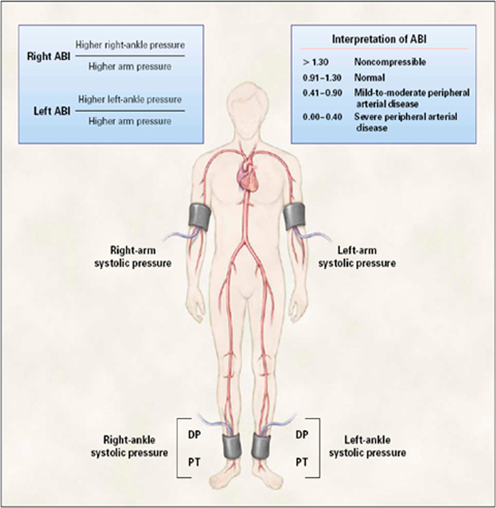 Right ABI
Higher right-ankle pressure
Higher arm pressure
Left ABI
Higher left-ankle pressure
Higher arm pressure
Interpretation of ABI
> 1.30 Noncompressible
0.91–1.30 Normal
0.41–0.90 Mild-to-moderate peripheral
arterial disease
0.00–0.40 Severe peripheral arterial
disease
Right-arm
systolic pressure
Left-arm
systolic pressure
Right-ankle
systolic pressure
DP
PT
DP
PT
Left-ankle
systolic pressure